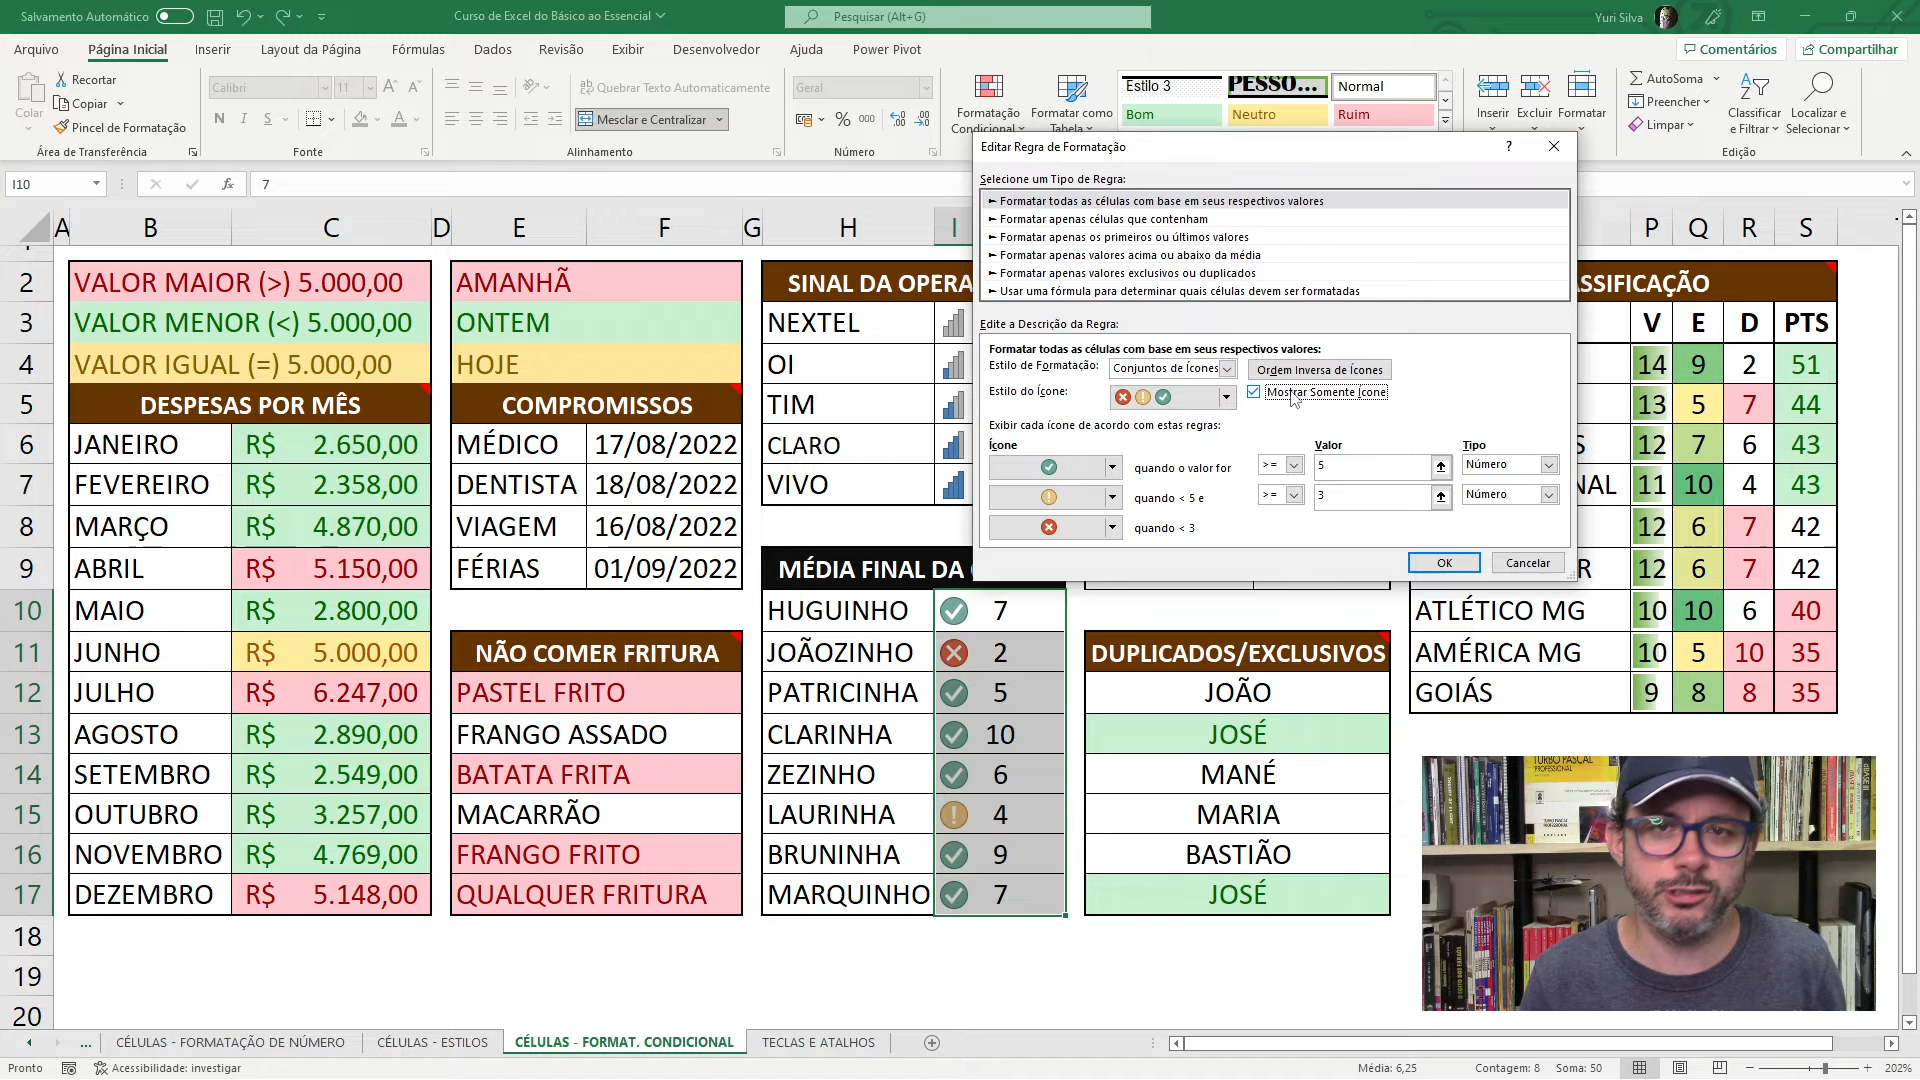 Salvamento Automático
Curso de Excel do Básico ao Essencial
Pesquisar (Alt+G)
Yuri Silva
Arquivo Página Inicial Inserir Layout da Página Fórmulas Dados Revisão Exibir Desenvolvedor Ajuda Power Pivot
Comentários Compartilhar
Colar
Recortar
Copiar
Pincel de Formatação
Área de Transferência
Calibri 11
N I S
Fonte
Quebrar Texto Automaticamente
Mesclar e Centralizar
Alinhamento
Geral
% 000
Número
Formatação Condicional
Formatar como Tabela
Estilo 3 PESSO... Normal
Bom Neutro Ruim
Inserir Excluir Formatar
AutoSoma
Preencher
Limpar
Classificar e Filtrar
Localizar e Selecionar
Edição
I10 fx 7
A B C D E F G H I P Q R S
2 3 4 5 6 7 8 9 10 11 12 13 14 15 16 17 18 19 20
VALOR MAIOR (>) 5.000,00
VALOR MENOR (<) 5.000,00
VALOR IGUAL (=) 5.000,00
DESPESAS POR MÊS
JANEIRO R$ 2.650,00
FEVEREIRO R$ 2.358,00
MARÇO R$ 4.870,00
ABRIL R$ 5.150,00
MAIO R$ 2.800,00
JUNHO R$ 5.000,00
JULHO R$ 6.247,00
AGOSTO R$ 2.890,00
SETEMBRO R$ 2.549,00
OUTUBRO R$ 3.257,00
NOVEMBRO R$ 4.769,00
DEZEMBRO R$ 5.148,00
AMANHÃ
ONTEM
HOJE
COMPROMISSOS
MÉDICO 17/08/2022
DENTISTA 18/08/2022
VIAGEM 16/08/2022
FÉRIAS 01/09/2022
NÃO COMER FRITURA
PASTEL FRITO
FRANGO ASSADO
BATATA FRITA
MACARRÃO
FRANGO FRITO
QUALQUER FRITURA
SINAL DA OPERA
NEXTEL
OI
TIM
CLARO
VIVO
MÉDIA FINAL DA
HUGUINHO 7
JOÃOZINHO 2
PATRICINHA 5
CLARINHA 10
ZEZINHO 6
LAURINHA 4
BRUNINHA 9
MARQUINHO 7
Editar Regra de Formatação
?
Selecione um Tipo de Regra:
► Formatar todas as células com base em seus respectivos valores
► Formatar apenas células que contenham
► Formatar apenas os primeiros ou últimos valores
► Formatar apenas valores acima ou abaixo da média
► Formatar apenas valores exclusivos ou duplicados
► Usar uma fórmula para determinar quais células devem ser formatadas
Edite a Descrição da Regra:
Formatar todas as células com base em seus respectivos valores:
Estilo de Formatação: Conjuntos de Ícones Ordem Inversa de Ícones
Estilo do Ícone: Mostrar Somente Ícone
Exibir cada ícone de acordo com estas regras:
Ícone Valor Tipo
quando o valor for >= 5 Número
quando < 5 e >= 3 Número
quando < 3
OK Cancelar
DUPLICADOS/EXCLUSIVOS
JOÃO
JOSÉ
MANÉ
MARIA
BASTIÃO
JOSÉ
SSIFICAÇÃO
V E D PTS
14 9 2 51
13 5 7 44
S 12 7 6 43
NAL 11 10 4 43
12 6 7 42
R 12 6 7 42
ATLÉTICO MG 10 10 6 40
AMÉRICA MG 10 5 10 35
GOIÁS 9 8 8 35
TURBO PASCAL
PROFESSIONAL
... CÉLULAS - FORMATAÇÃO DE NÚMERO CÉLULAS - ESTILOS CÉLULAS - FORMAT. CONDICIONAL TECLAS E ATALHOS
Pronto Acessibilidade: investigar Média: 6,25 Contagem: 8 Soma: 50 202%